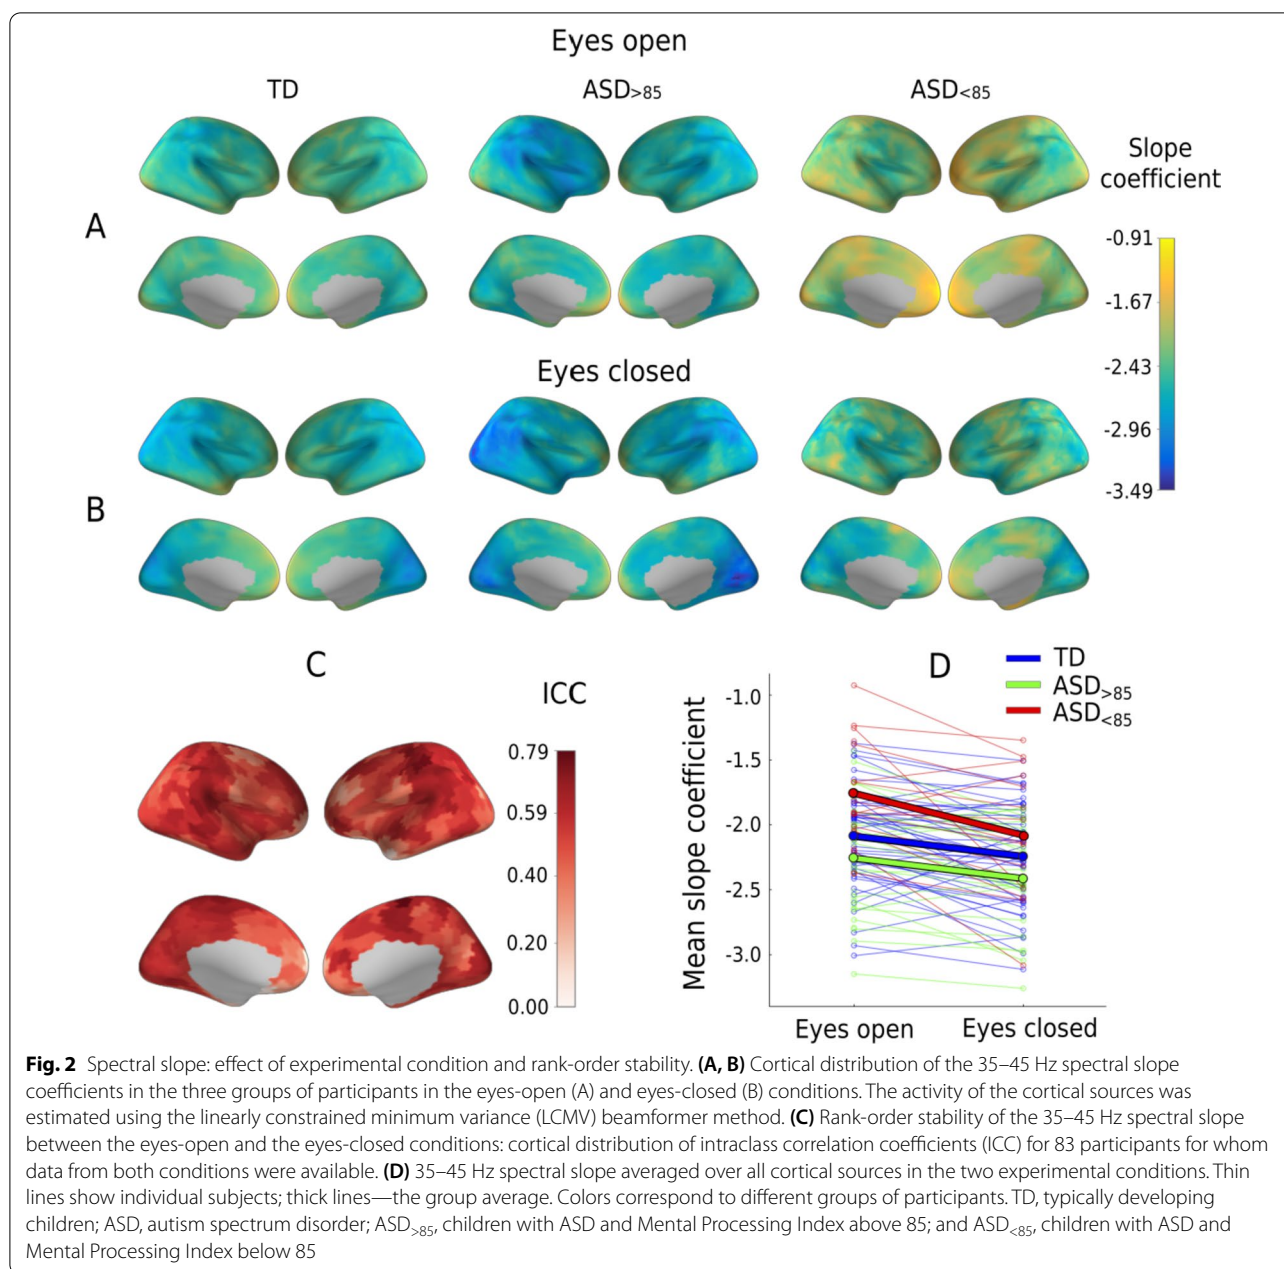 Eyes open
TD
ASD>85
ASD<85
Slope
coefficient
A
-0.91
-1.67
-2.43
-2.96
-3.49
Eyes closed
B
C
ICC
0.79
0.59
0.40
0.20
0.00
D
TD
ASD>85
ASD<85
Mean slope coefficient
-1.0
-1.5
-2.0
-2.5
-3.0
Eyes open
Eyes closed
Fig. 2 Spectral slope: effect of experimental condition and rank-order stability. (A, B) Cortical distribution of the 35–45 Hz spectral slope
coefficients in the three groups of participants in the eyes-open (A) and eyes-closed (B) conditions. The activity of the cortical sources was
estimated using the linearly constrained minimum variance (LCMV) beamformer method. (C) Rank-order stability of the 35–45 Hz spectral slope
between the eyes-open and the eyes-closed conditions: cortical distribution of intraclass correlation coefficients (ICC) for 83 participants for whom
data from both conditions were available. (D) 35–45 Hz spectral slope averaged over all cortical sources in the two experimental conditions. Thin
lines show individual subjects; thick lines—the group average. Colors correspond to different groups of participants. TD, typically developing
children; ASD, autism spectrum disorder; ASD>85, children with ASD and Mental Processing Index above 85; and ASD<85, children with ASD and
Mental Processing Index below 85